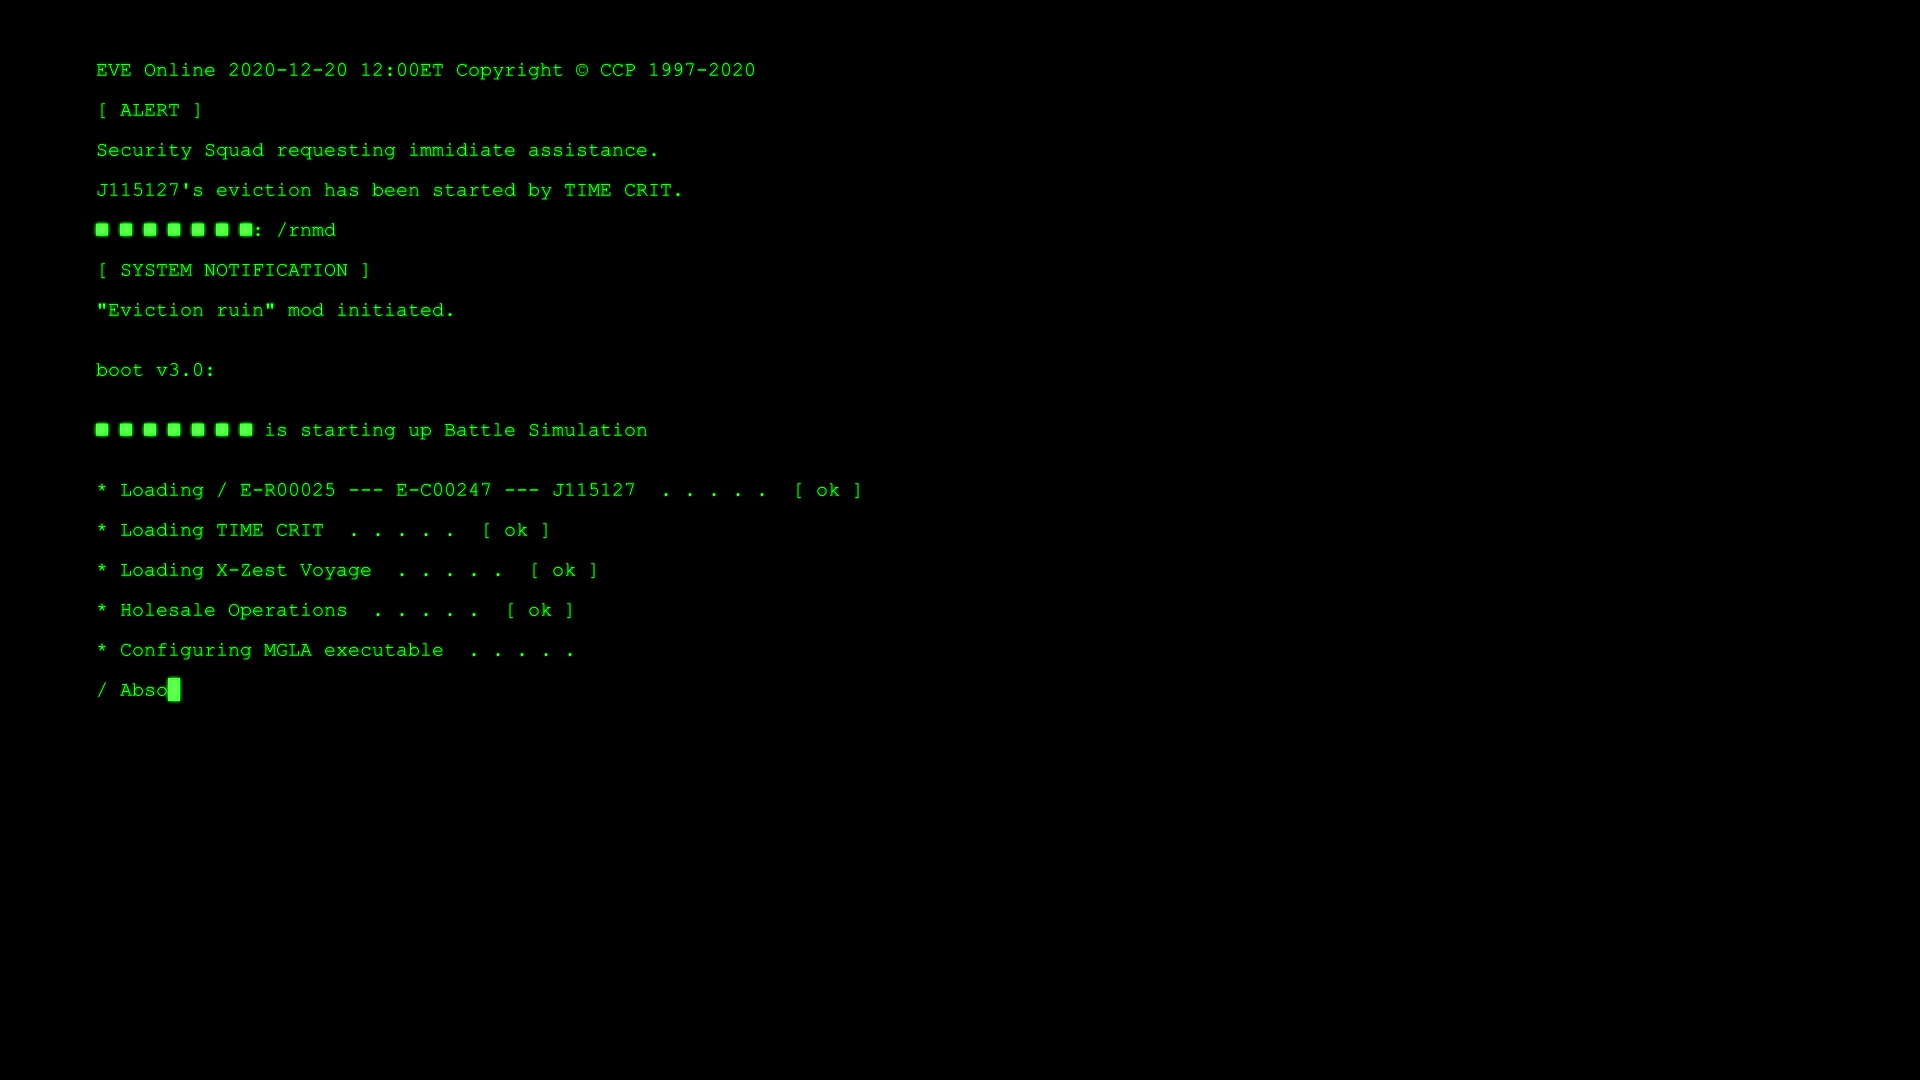 EVE Online 2020-12-20 12:00ET Copyright © CCP 1997-2020
[ ALERT ]
Security Squad requesting immidiate assistance.
J115127's eviction has been started by TIME CRIT.
■ ■ ■ ■ ■ ■ ■: /rnmd
[ SYSTEM NOTIFICATION ]
"Eviction ruin" mod initiated.
boot v3.0:
■ ■ ■ ■ ■ ■ ■ is starting up Battle Simulation
* Loading / E-R00025 --- E-C00247 --- J115127 . . . . . [ ok ]
* Loading TIME CRIT . . . . . [ ok ]
* Loading X-Zest Voyage . . . . . [ ok ]
* Holesale Operations . . . . . [ ok ]
* Configuring MGLA executable . . . . .
/ Abso